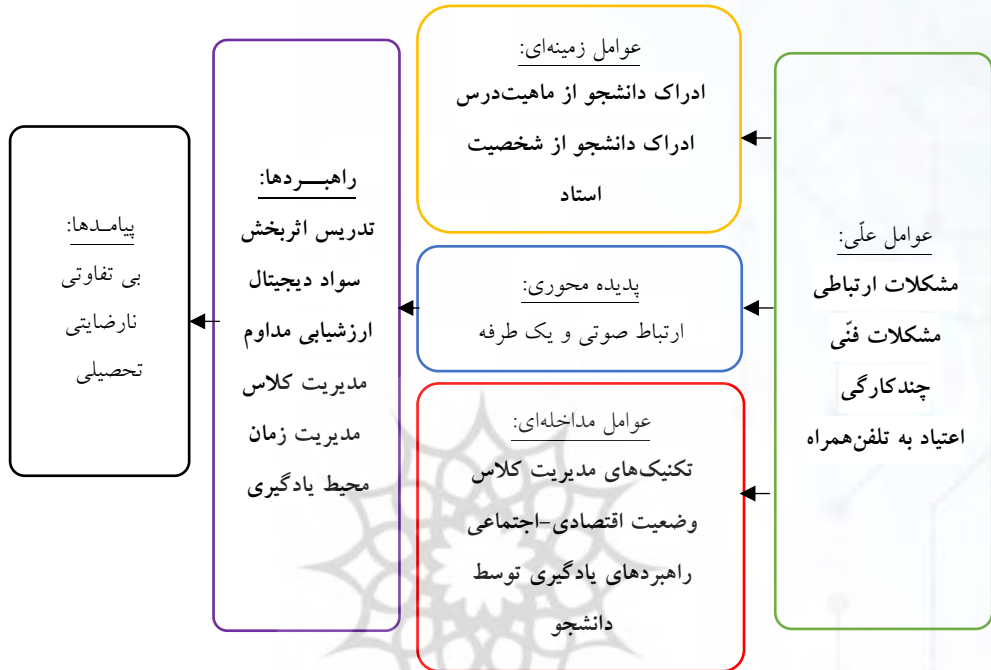 عوامل علّی:
مشکلات ارتباطی
مشکلات فنّی
چندکارگی
اعتیاد به تلفن‌همراه
عوامل زمینه‌ای:
ادراک دانشجو از ماهیت‌درس
ادراک دانشجو از شخصیت
استاد
پدیده محوری:
ارتباط صوتی و یک طرفه
عوامل مداخله‌ای:
تکنیک‌های مدیریت کلاس
وضعیت اقتصادی-اجتماعی
راهبردهای یادگیری توسط
دانشجو
راهبــــردها:
تدریس اثربخش
سواد دیجیتال
ارزشیابی مداوم
مدیریت کلاس
مدیریت زمان
محیط یادگیری
پیامـدها:
بی تفاوتی
نارضایتی
تحصیلی